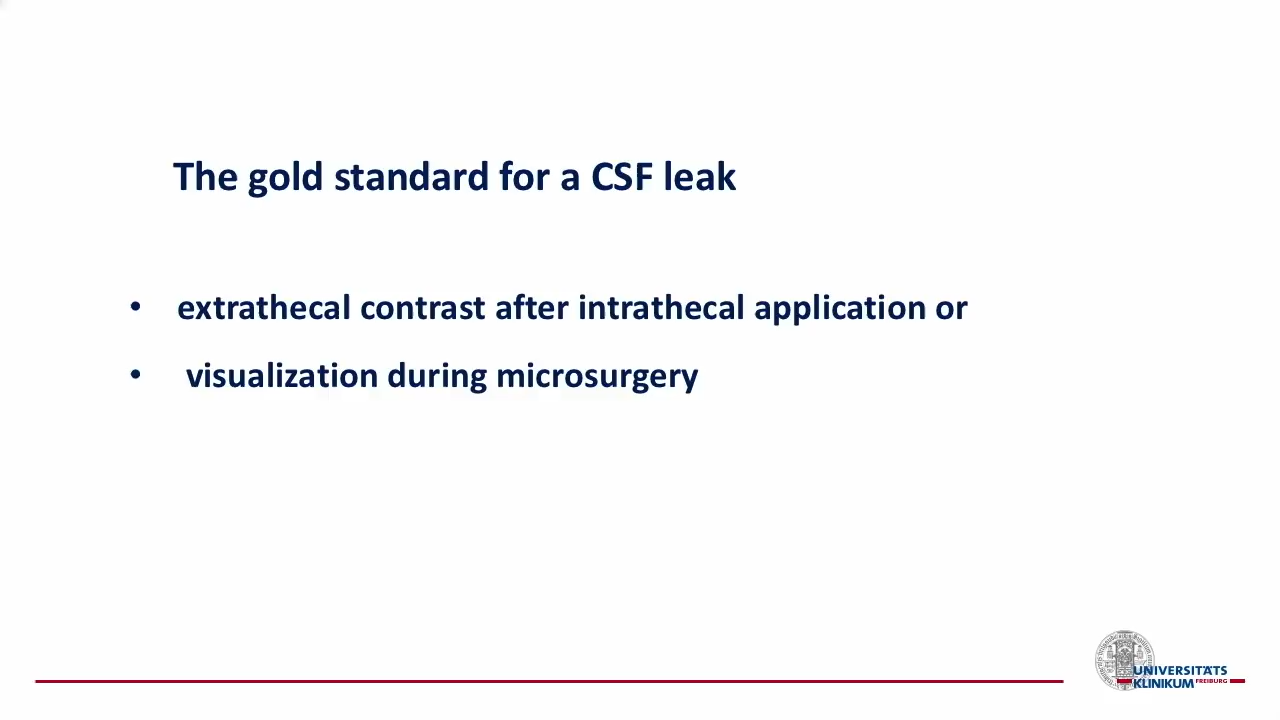 The gold standard for a CSF leak
• extrathecal contrast after intrathecal application or
• visualization during microsurgery
UNIVERSITÄTS
KLINIKUM FREIBURG